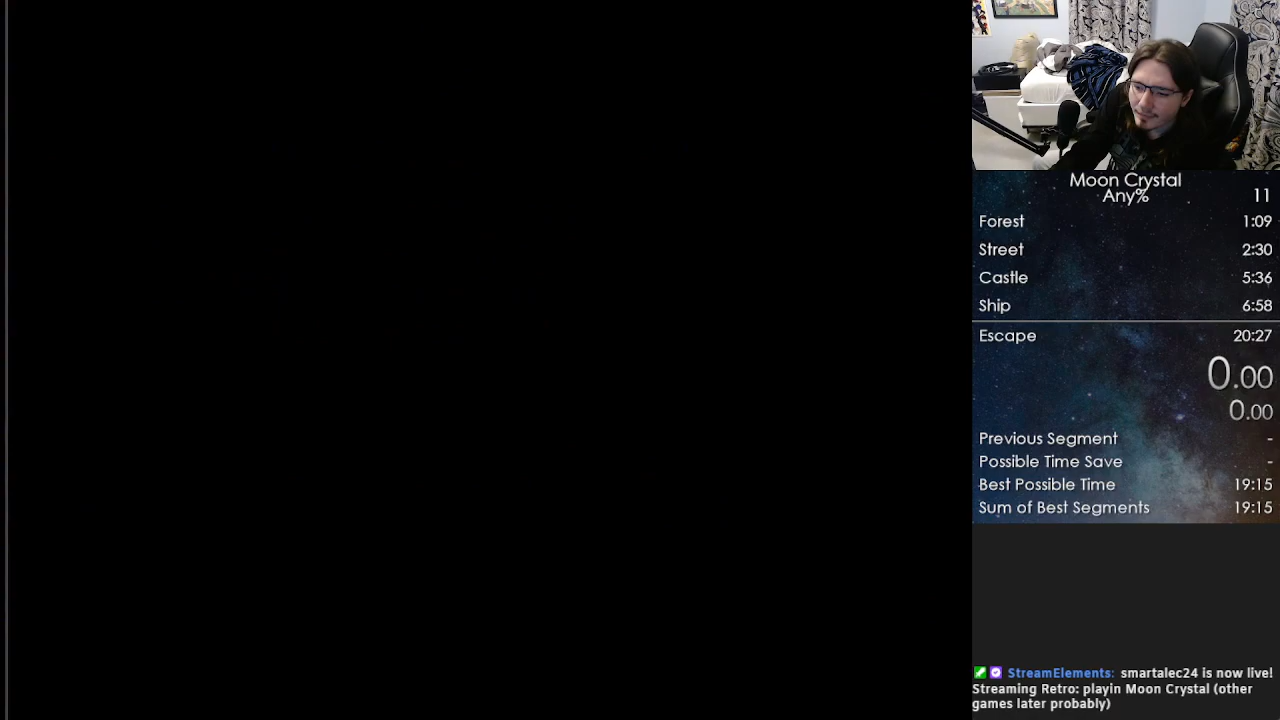 Moon Crystal
Any% 11
Forest 1:09
Street 2:30
Castle 5:36
Ship 6:58
Escape 20:27
0.00
0.00
Previous Segment -
Possible Time Save -
Best Possible Time 19:15
Sum of Best Segments 19:15
StreamElements: smartalec24 is now live!
Streaming Retro: playin Moon Crystal (other
games later probably)